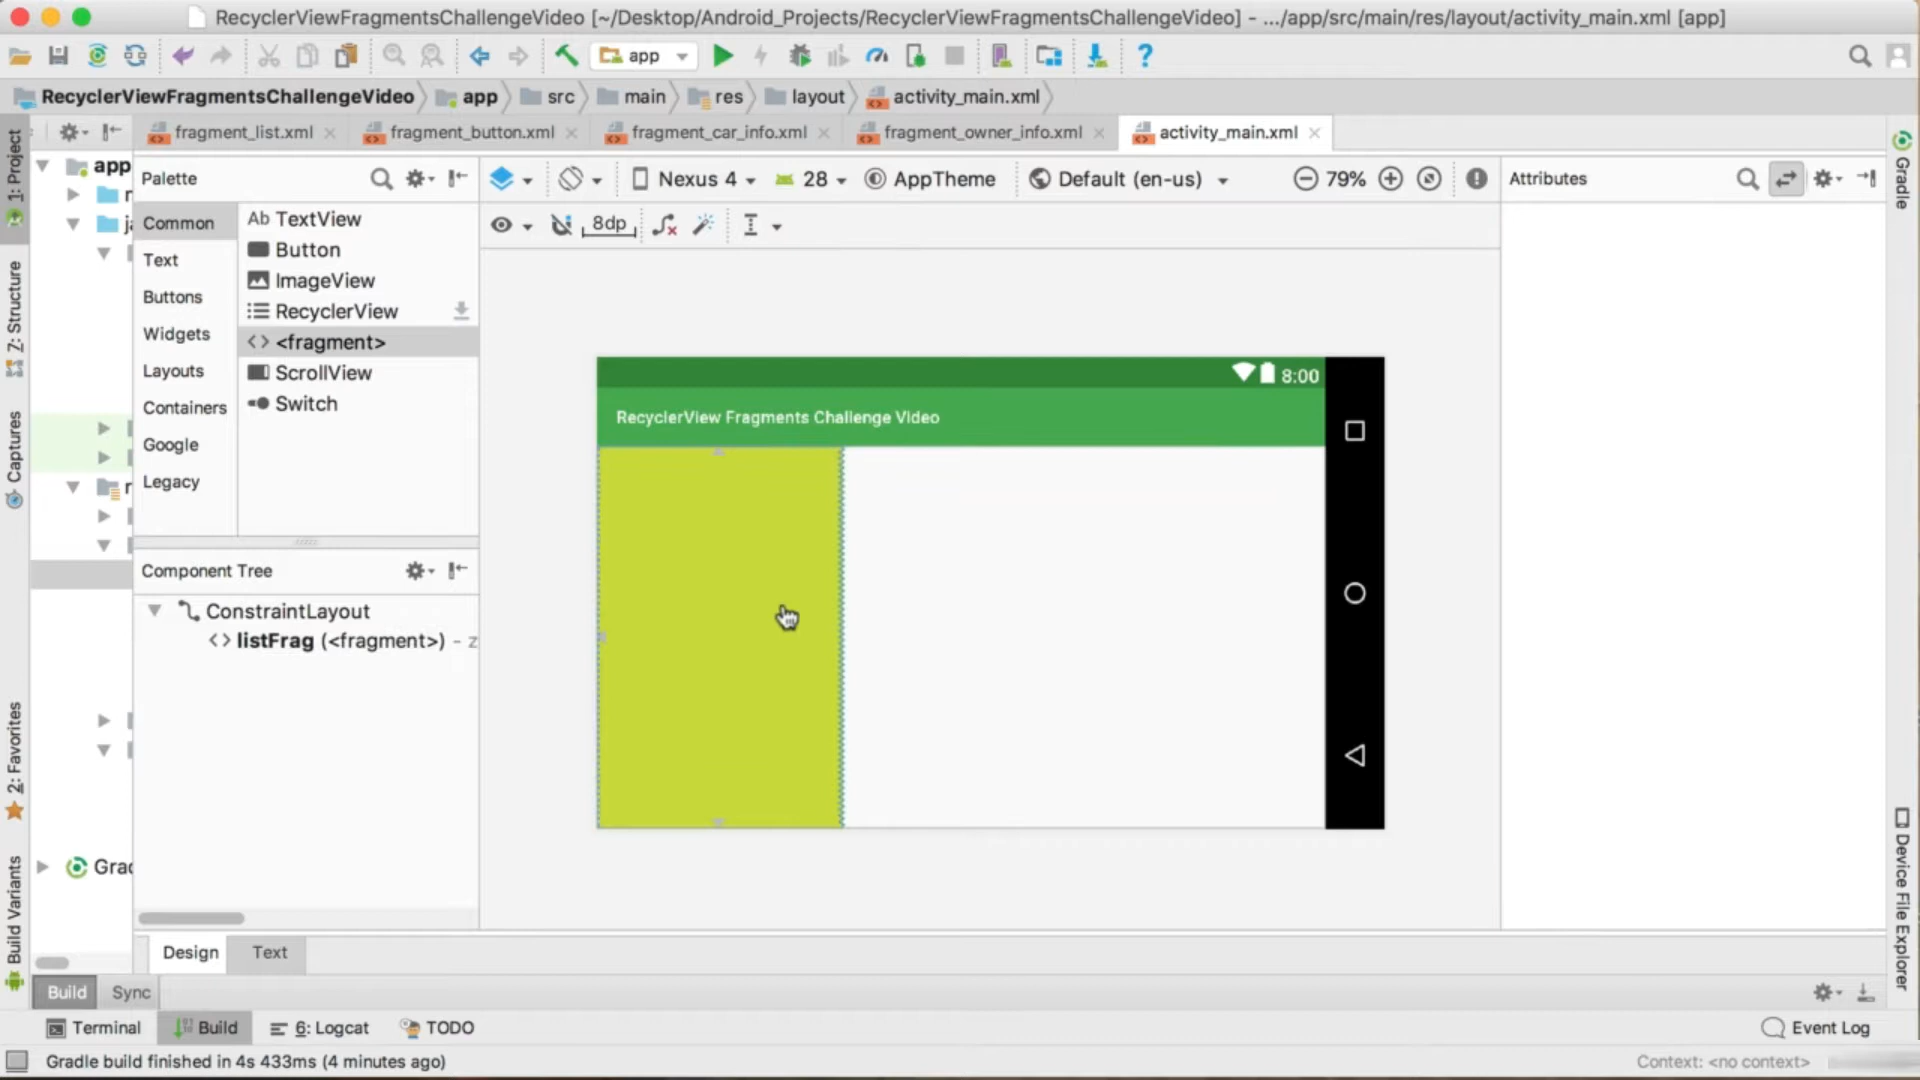 RecyclerViewFragmentsChallengeVideo [~/Desktop/Android_Projects/RecyclerViewFragmentsChallengeVideo] - .../app/src/main/res/layout/activity_main.xml [app]
app
?
RecyclerViewFragmentsChallengeVideo app src main res layout activity_main.xml
fragment_list.xml fragment_button.xml fragment_car_info.xml fragment_owner_info.xml activity_main.xml
1: Project
Z: Structure
Captures
2: Favorites
Build Variants
app
Palette
Common
Text
Buttons
Widgets
Layouts
Containers
Google
Legacy
Ab TextView
Button
ImageView
RecyclerView
<fragment>
ScrollView
Switch
Nexus 4 28 AppTheme Default (en-us) 79%
8dp
Attributes
Gradle
Device File Explorer
8:00
RecyclerView Fragments Challenge Video
Component Tree
ConstraintLayout
listFrag (<fragment>) - z
Grad
Design Text
Build Sync
Terminal Build 6: Logcat TODO
Event Log
Gradle build finished in 4s 433ms (4 minutes ago)
Context: <no context>